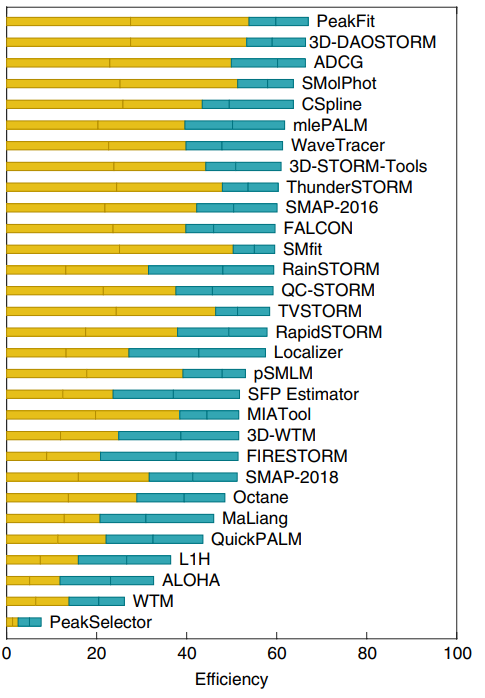 PeakFit
3D-DAOSTORM
ADCG
SMolPhot
CSpline
mlePALM
WaveTracer
3D-STORM-Tools
ThunderSTORM
SMAP-2016
FALCON
SMfit
RainSTORM
QC-STORM
TVSTORM
RapidSTORM
Localizer
pSMLM
SFP Estimator
MIATool
3D-WTM
FIRESTORM
SMAP-2018
Octane
MaLiang
QuickPALM
L1H
ALOHA
WTM
PeakSelector
0 20 40 60 80 100
Efficiency